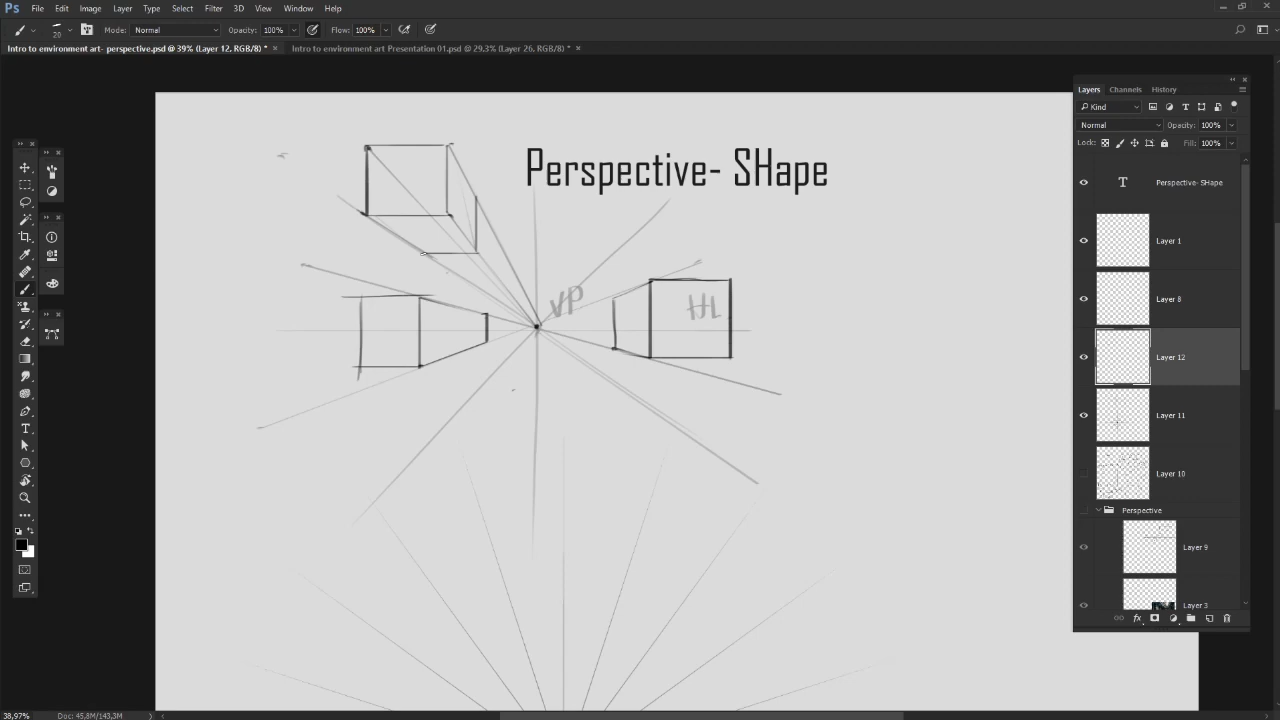 Ps File Edit Image Layer Type Select Filter 3D View Window Help
20 Mode: Normal Opacity: 100% Flow: 100%
Intro to environment art- perspective.psd @ 39% (Layer 12, RGB/8) * × Intro to environment art Presentation 01.psd @ 29,3% (Layer 26, RGB/8) * ×
Layers Channels History
Kind
Normal Opacity: 100%
Lock: Fill: 100%
Perspective- SHape
VP
HL
T Perspective- SHape
Layer 1
Layer 8
Layer 12
Layer 11
Layer 10
Perspective
Layer 9
Layer 3
fx
38,97% Doc: 45,8M/143,3M